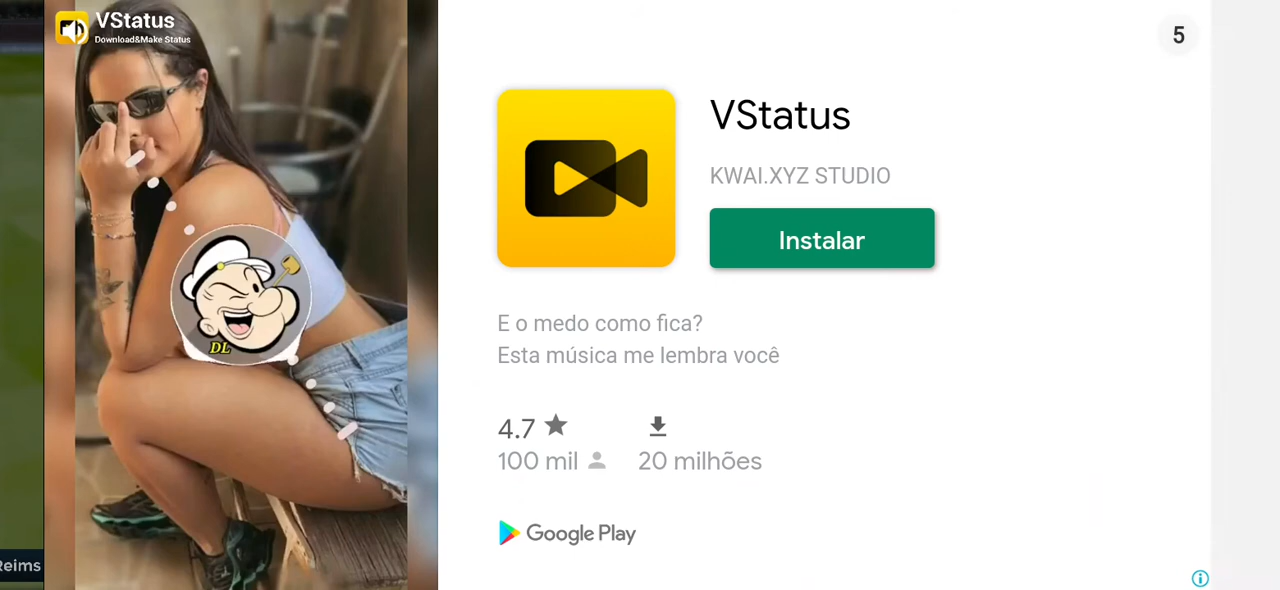 VStatus
Download&Make Status
DL
Reims
5
VStatus
KWAI.XYZ STUDIO
Instalar
E o medo como fica?
Esta música me lembra você
4.7
100 mil
20 milhões
Google Play